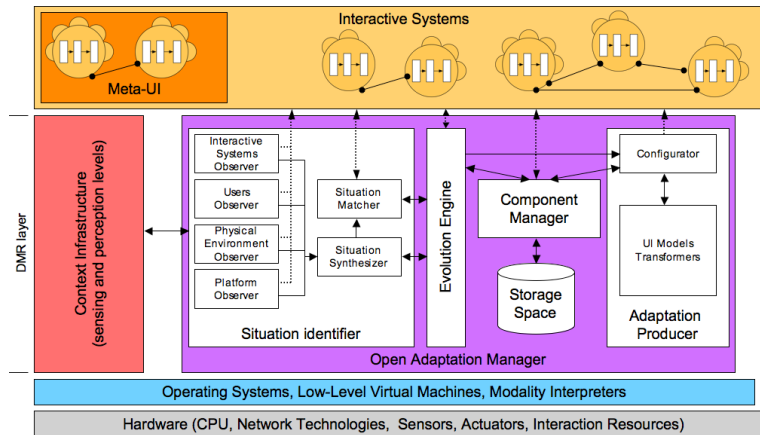 Interactive Systems
Meta-UI
DMR layer
Context Infrastructure
(sensing and perception levels)
Interactive
Systems
Observer
Users
Observer
Physical
Environment
Observer
Platform
Observer
Situation
Matcher
Situation
Synthesizer
Situation identifier
Evolution Engine
Component
Manager
Storage
Space
Configurator
UI Models
Transformers
Adaptation
Producer
Open Adaptation Manager
Operating Systems, Low-Level Virtual Machines, Modality Interpreters
Hardware (CPU, Network Technologies, Sensors, Actuators, Interaction Resources)